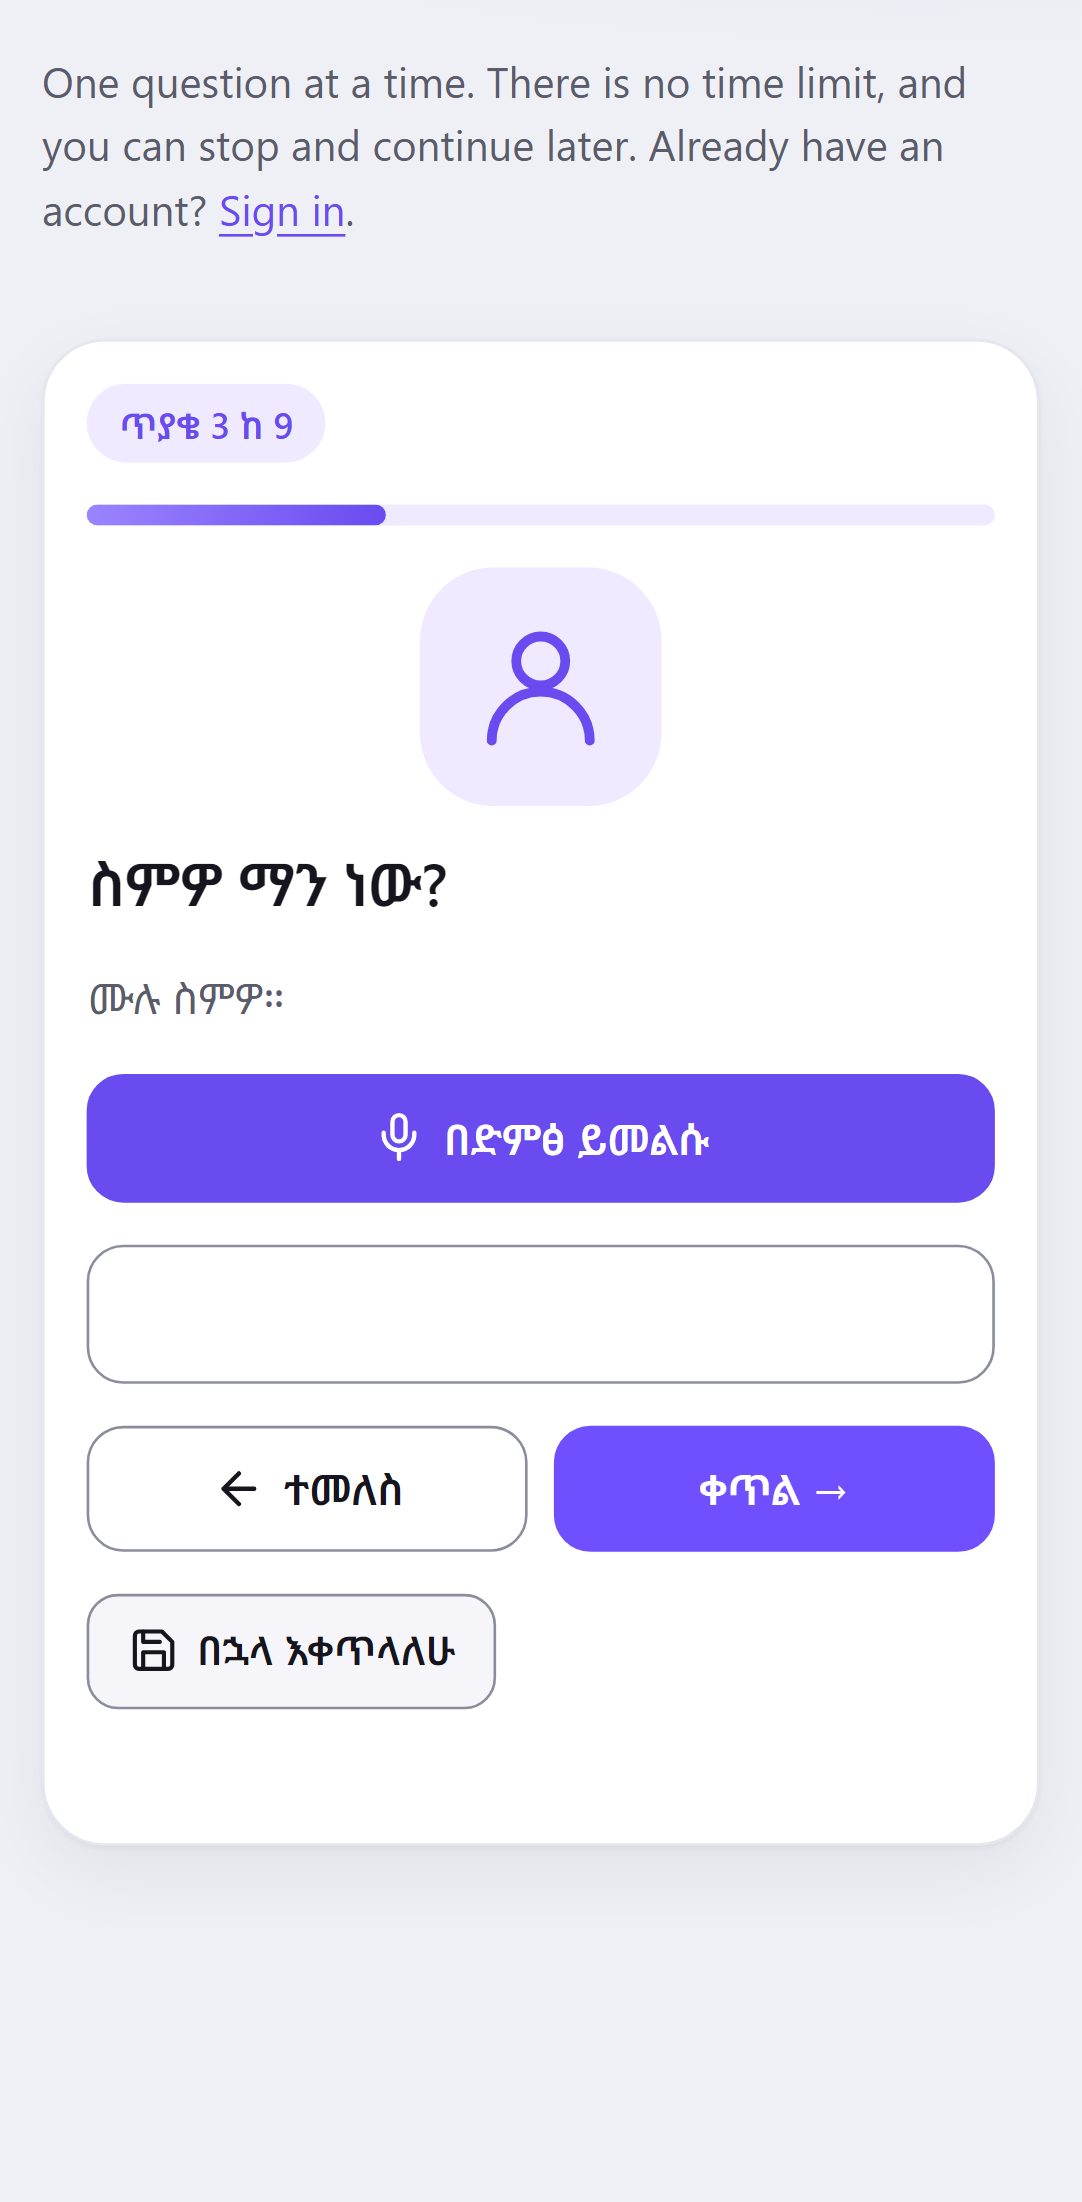 One question at a time. There is no time limit, and
you can stop and continue later. Already have an
account? Sign in.
ጥያቄ 3 ከ 9
ስምዎ ማን ነው?
ሙሉ ስምዎ።
በድምፅ ይመልሱ
← ተመለስ
ቀጥል →
በኋላ እቀጥላለሁ